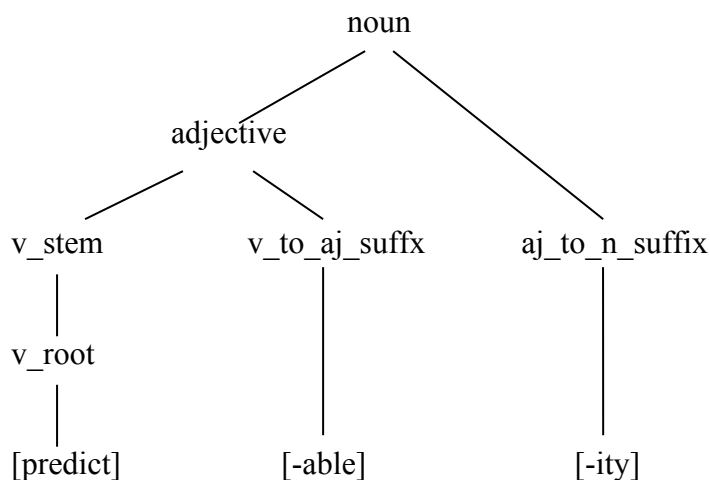 noun
adjective
v_stem v_to_aj_suffx aj_to_n_suffix
v_root
[predict] [-able] [-ity]